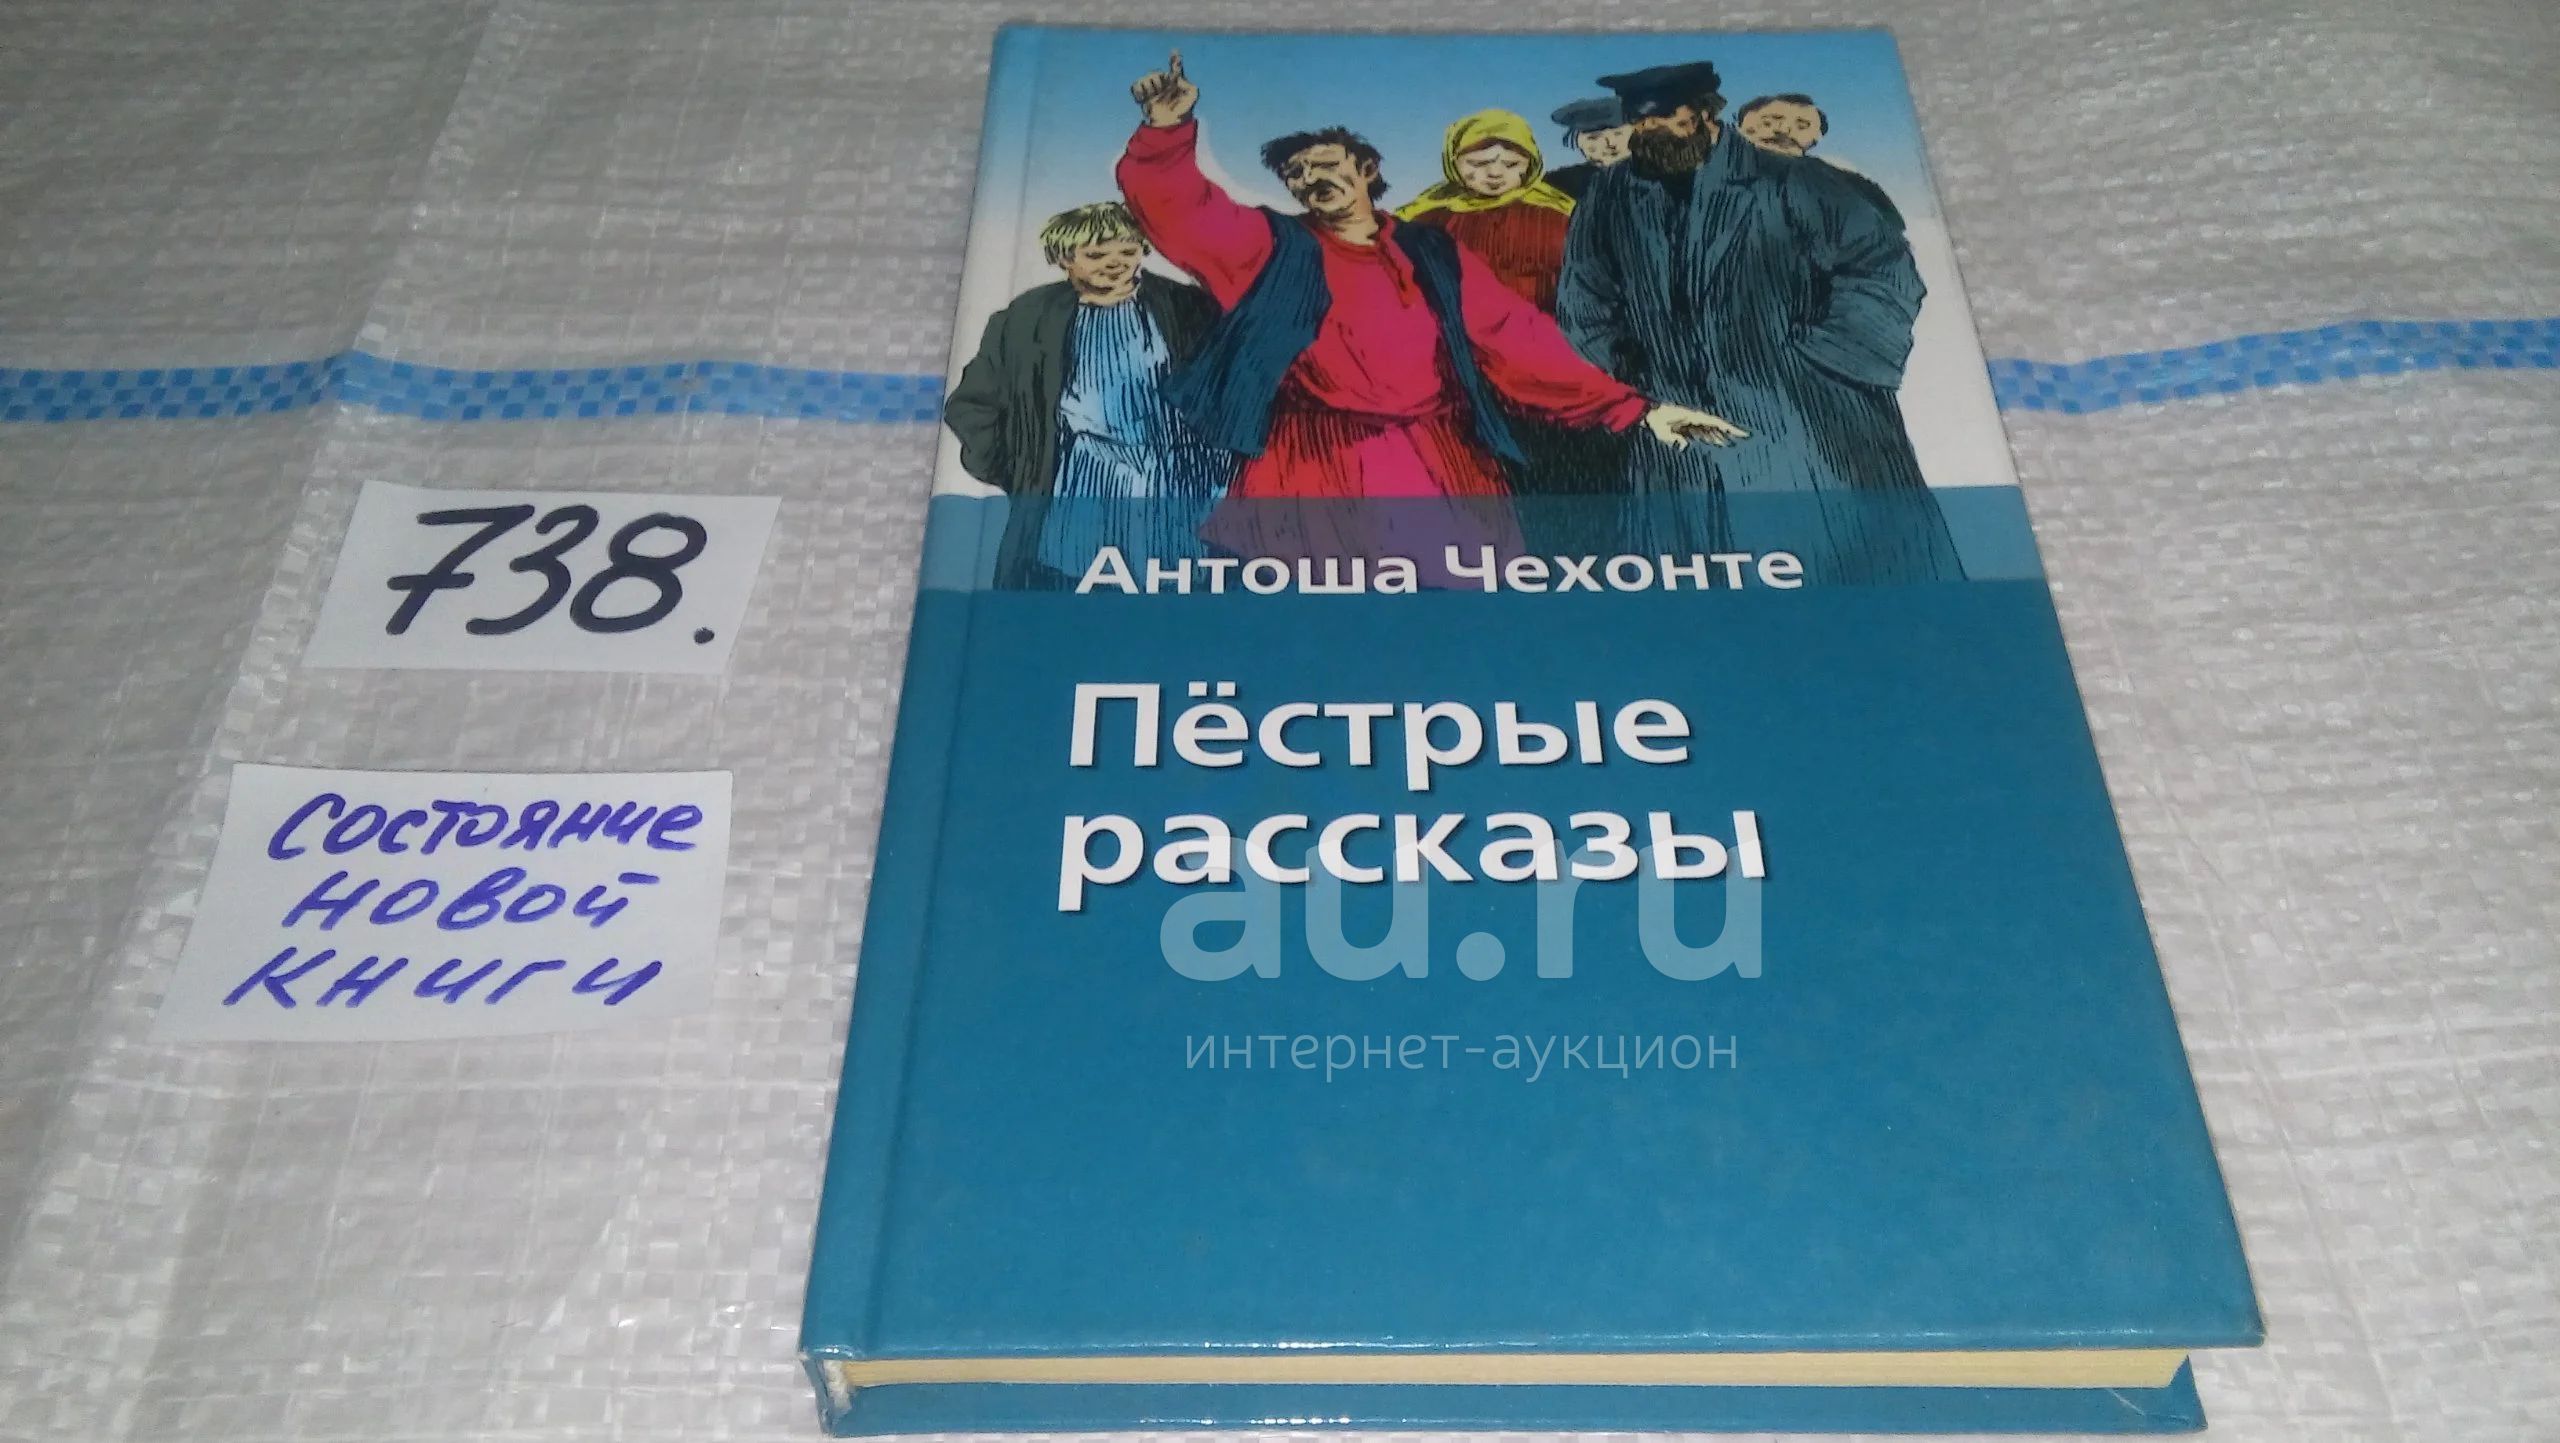 738.
Состояние
новой
книги
Антоша Чехонте
Пёстрые
рассказы
au.ru
интернет-аукцион